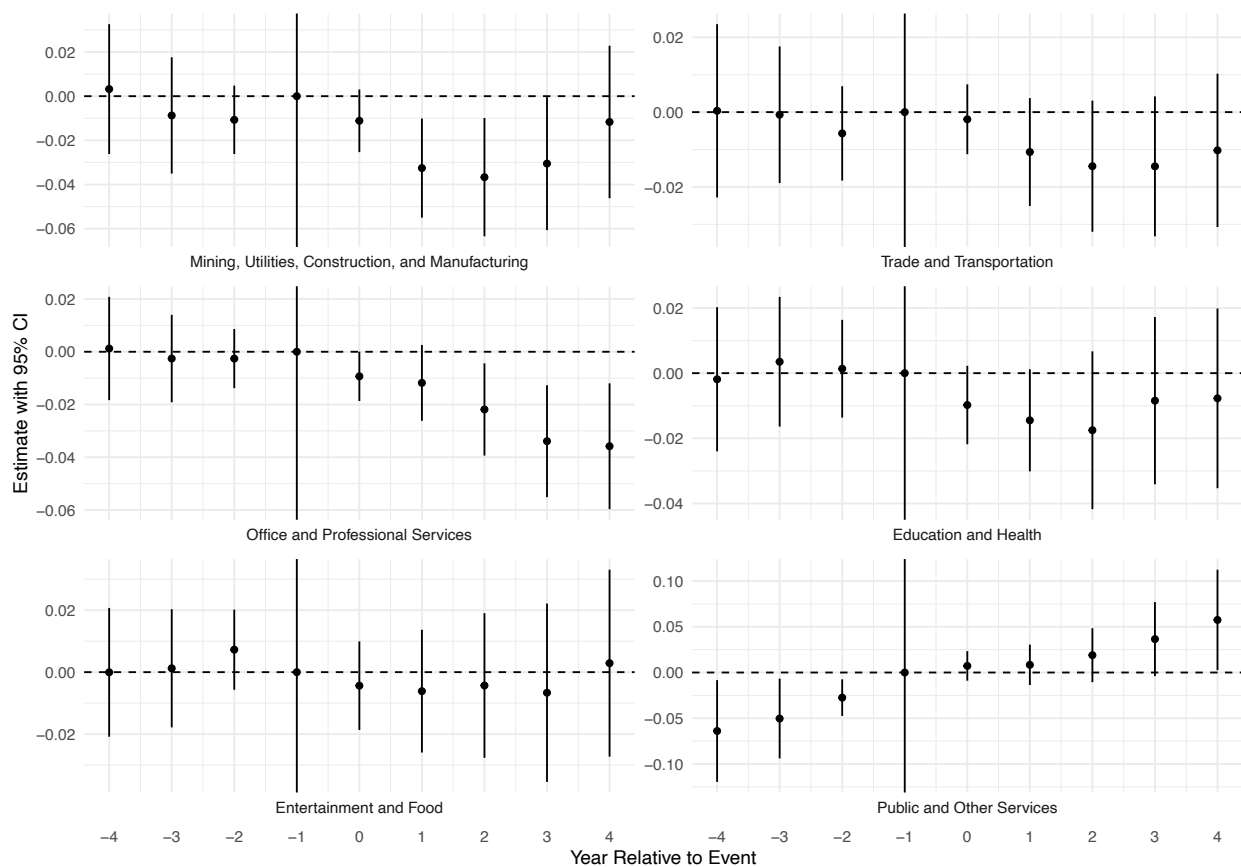 0.02
0.00
−0.02
−0.04
−0.06
Mining, Utilities, Construction, and Manufacturing
0.02
0.00
−0.02
Trade and Transportation
0.02
0.00
−0.02
−0.04
−0.06
Office and Professional Services
0.02
0.00
−0.02
−0.04
Education and Health
Estimate with 95% CI
0.02
0.00
−0.02
Entertainment and Food
0.10
0.05
0.00
−0.05
−0.10
Public and Other Services
−4 −3 −2 −1 0 1 2 3 4
−4 −3 −2 −1 0 1 2 3 4
Year Relative to Event